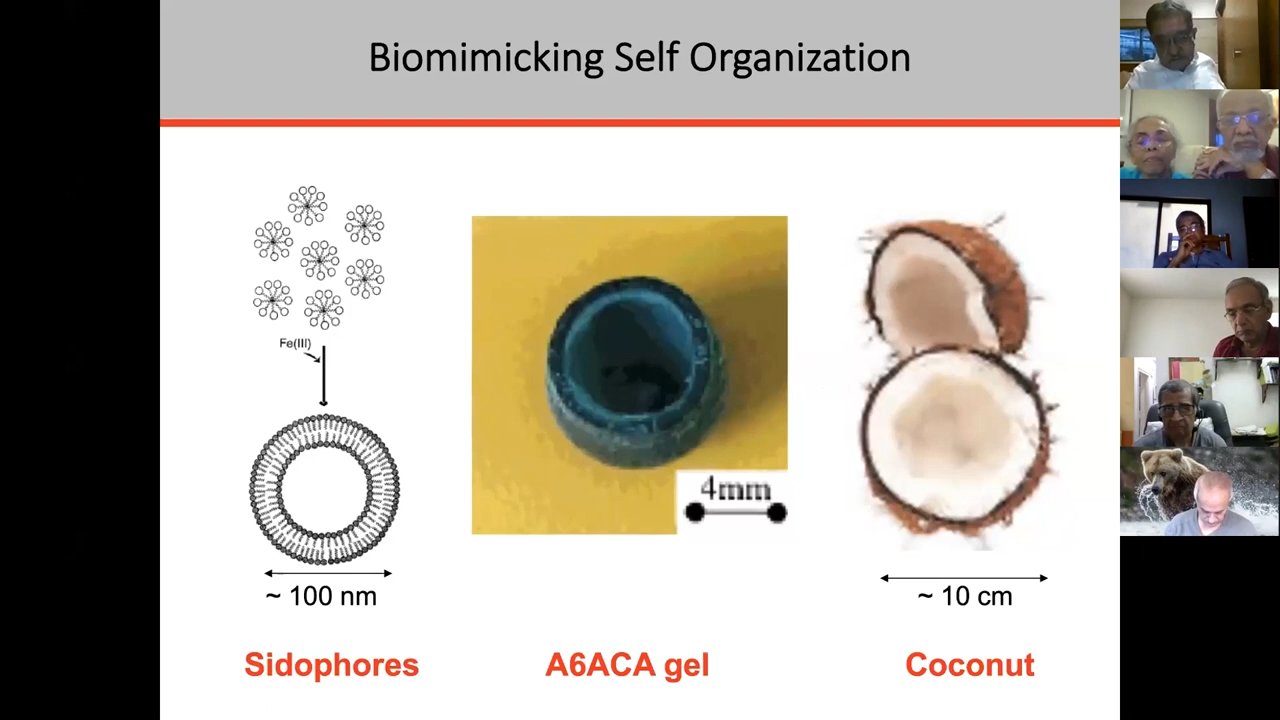 Biomimicking Self Organization
Fe(III)
4mm
~ 100 nm
~ 10 cm
Sidophores
A6ACA gel
Coconut